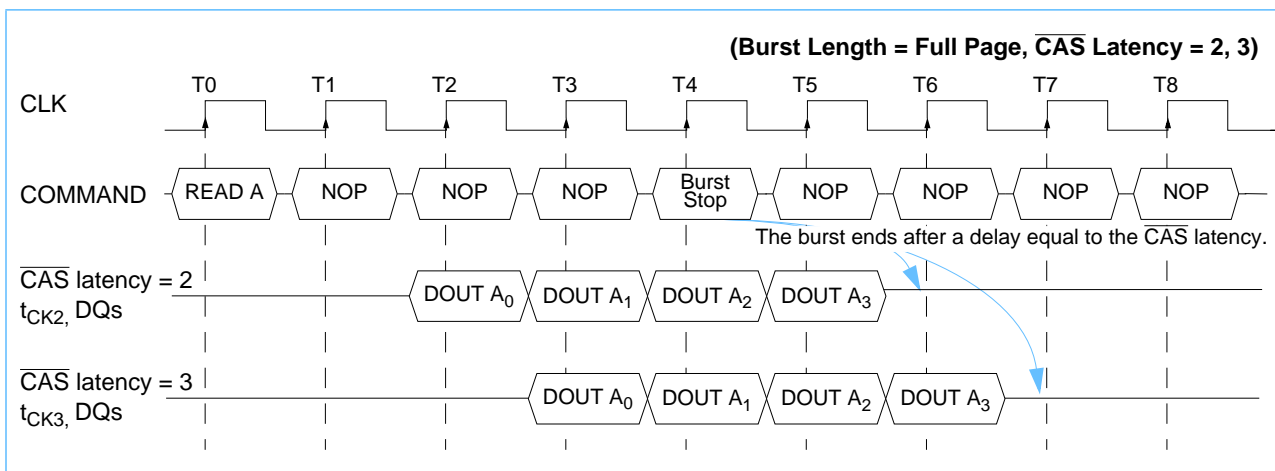 (Burst Length = Full Page, CAS Latency = 2, 3)
T0 T1 T2 T3 T4 T5 T6 T7 T8
CLK
COMMAND READ A NOP NOP NOP Burst Stop NOP NOP NOP NOP
The burst ends after a delay equal to the CAS latency.
CAS latency = 2
tCK2, DQs
DOUT A0 DOUT A1 DOUT A2 DOUT A3
CAS latency = 3
tCK3, DQs
DOUT A0 DOUT A1 DOUT A2 DOUT A3